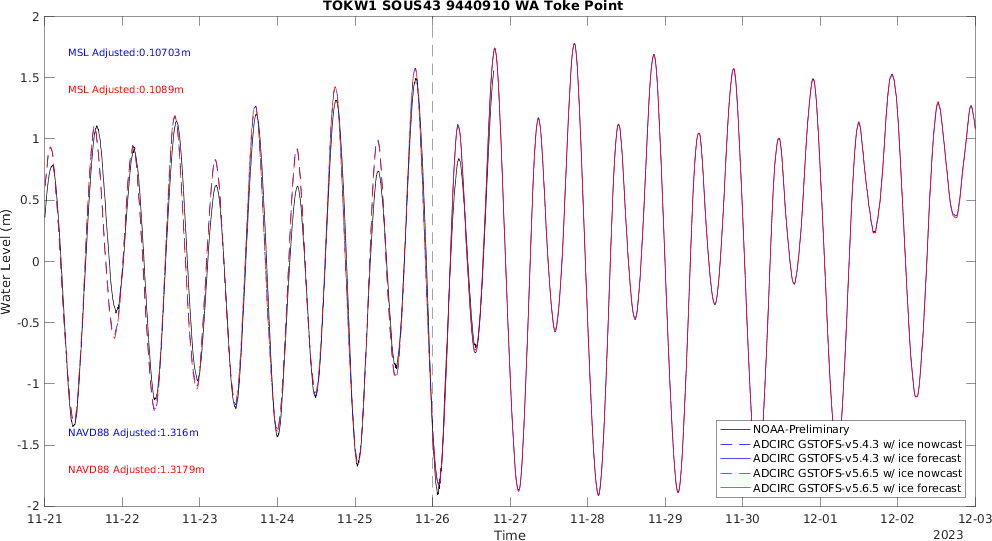 TOKW1 SOUS43 9440910 WA Toke Point
MSL Adjusted:0.10703m
MSL Adjusted:0.1089m
NAVD88 Adjusted:1.316m
NAVD88 Adjusted:1.3179m
Water Level (m)
2
1.5
1
0.5
0
-0.5
-1
-1.5
-2
NOAA-Preliminary
ADCIRC GSTOFS-v5.4.3 w/ ice nowcast
ADCIRC GSTOFS-v5.4.3 w/ ice forecast
ADCIRC GSTOFS-v5.6.5 w/ ice nowcast
ADCIRC GSTOFS-v5.6.5 w/ ice forecast
11-21 11-22 11-23 11-24 11-25 11-26 11-27 11-28 11-29 11-30 12-01 12-02 12-03
Time
2023